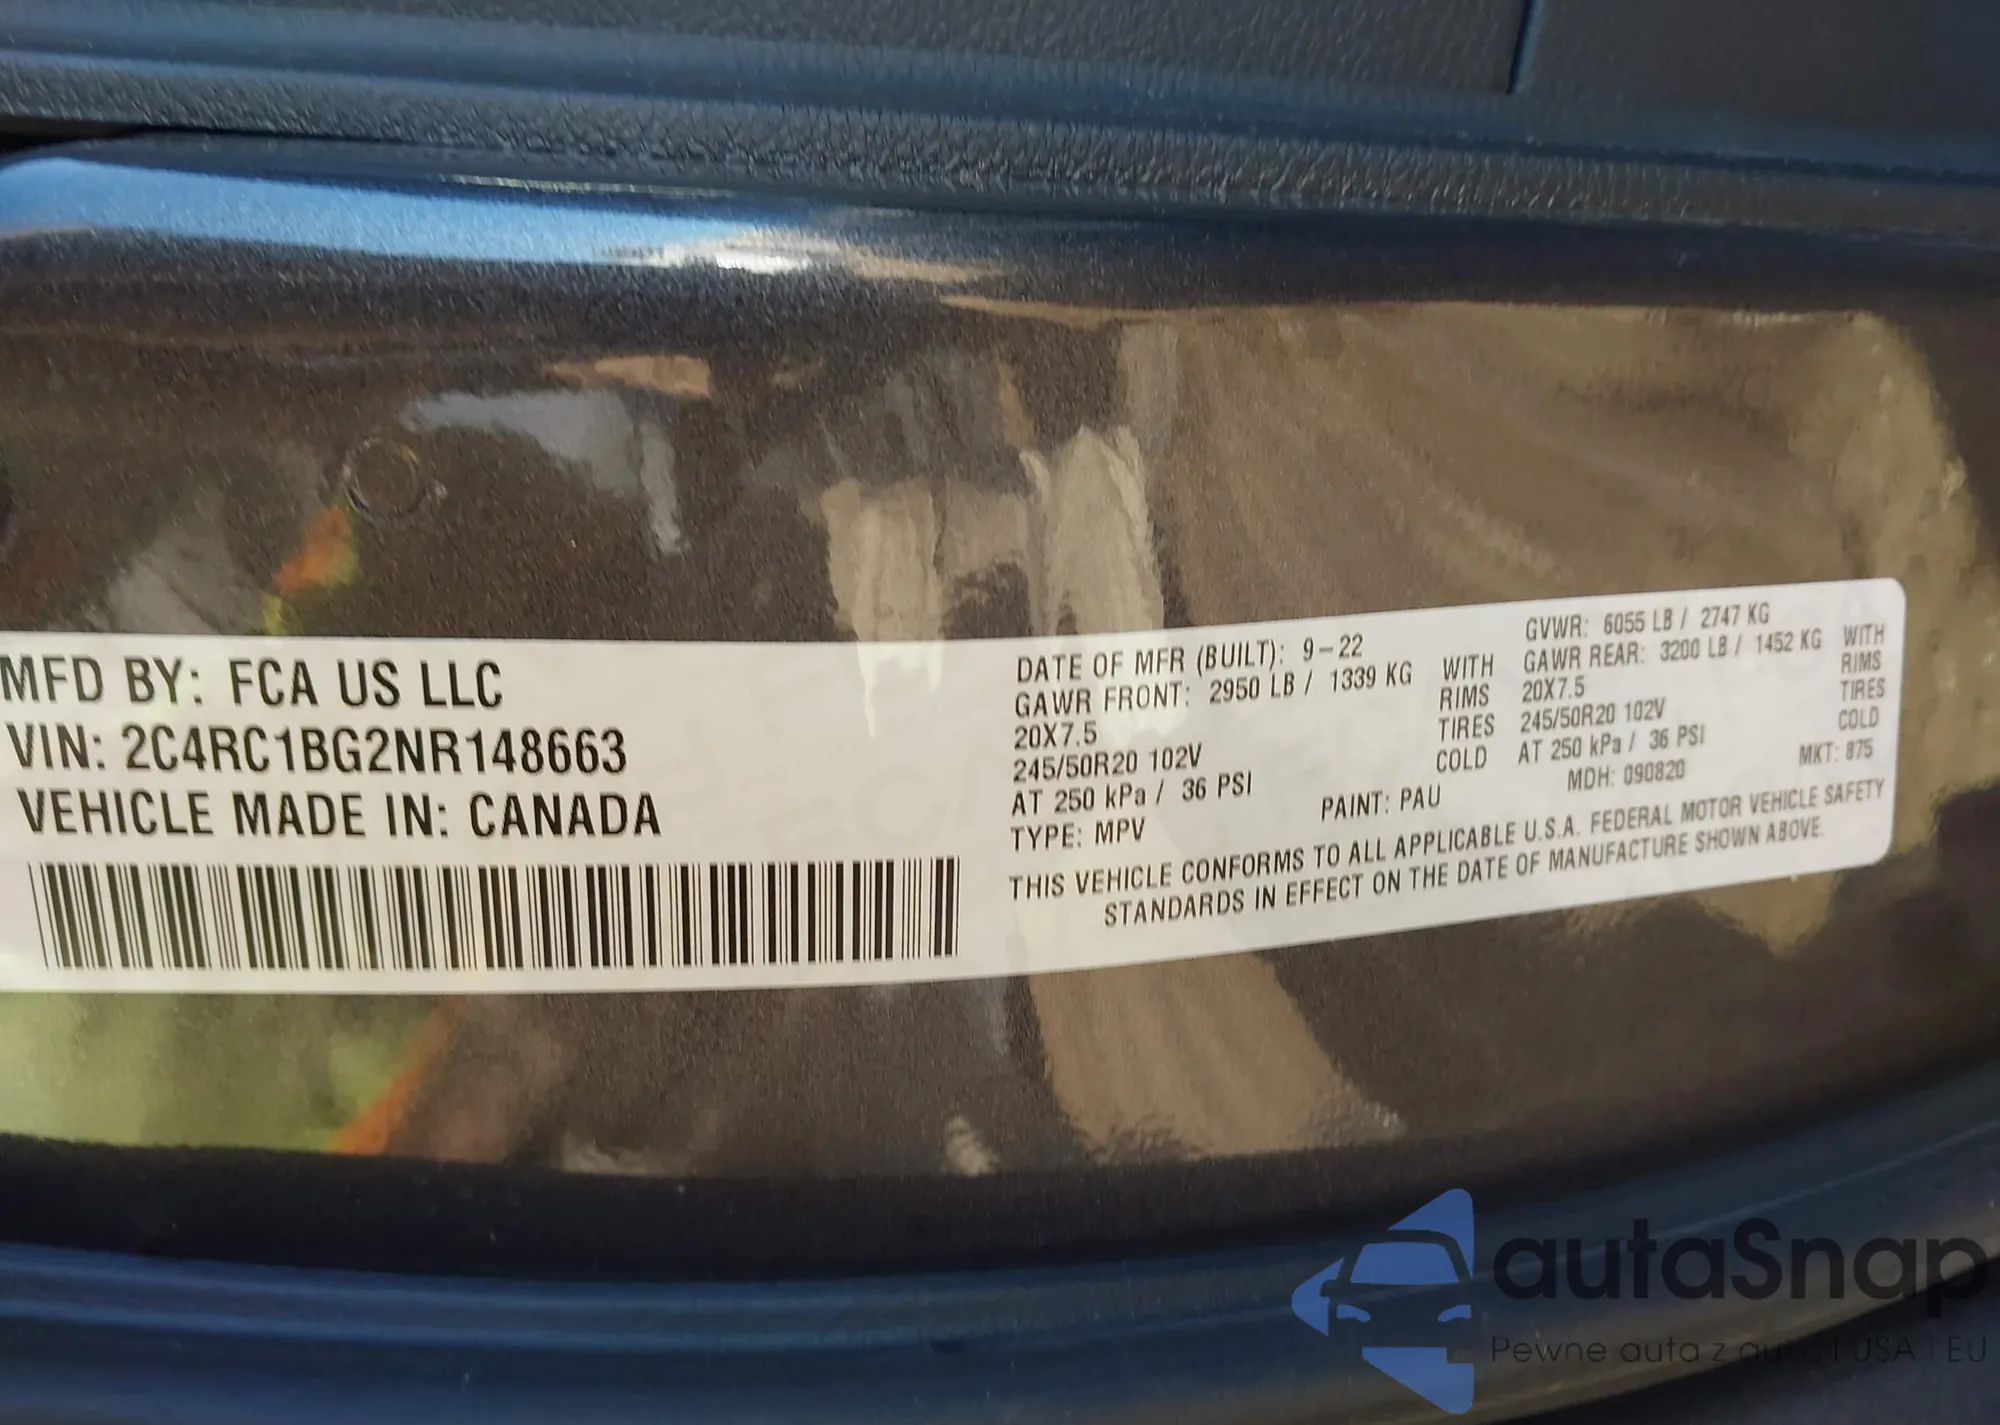 MFD BY: FCA US LLC
VIN: 2C4RC1BG2NR148663
VEHICLE MADE IN: CANADA
DATE OF MFR (BUILT): 9-22
GAWR FRONT: 2950 LB / 1339 KG WITH
20X7.5 RIMS
245/50R20 102V TIRES
AT 250 kPa / 36 PSI COLD
TYPE: MPV PAINT: PAU
GVWR: 6055 LB / 2747 KG
GAWR REAR: 3200 LB / 1452 KG WITH
20X7.5 RIMS
245/50R20 102V TIRES
AT 250 kPa / 36 PSI COLD
MDH: 090820 MKT: 875
THIS VEHICLE CONFORMS TO ALL APPLICABLE U.S.A. FEDERAL MOTOR VEHICLE SAFETY
STANDARDS IN EFFECT ON THE DATE OF MANUFACTURE SHOWN ABOVE.
autaSnap
Pewne auta z USA | EU